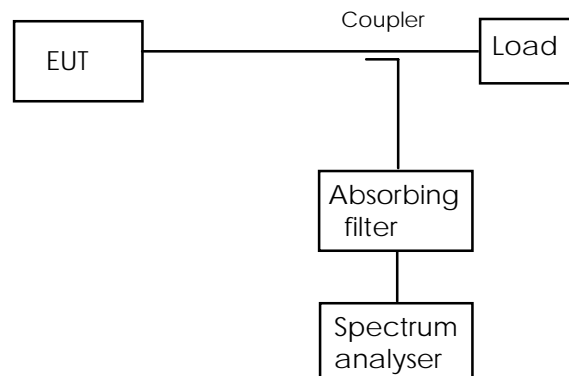 Coupler
EUT
Load
Absorbing
filter
Spectrum
analyser